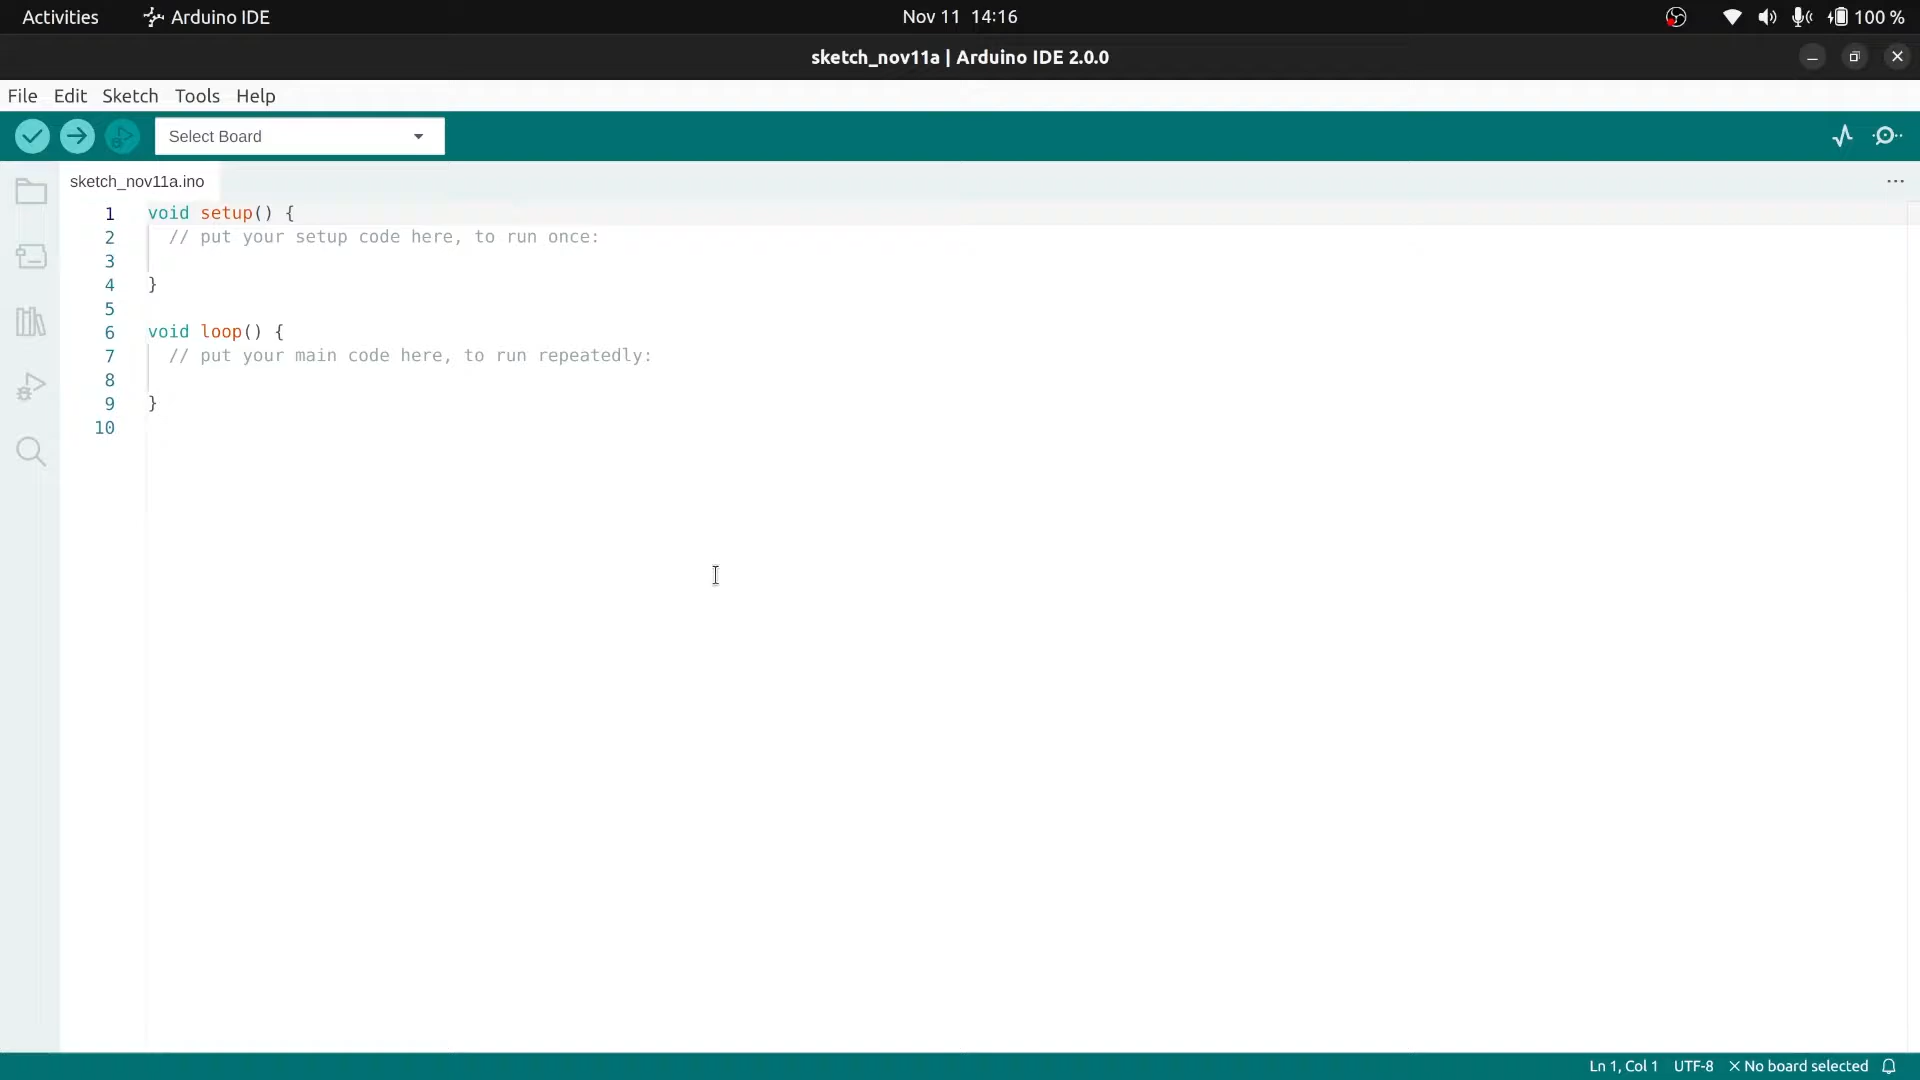 Activities Arduino IDE Nov 11 14:16 100 %
sketch_nov11a | Arduino IDE 2.0.0
File Edit Sketch Tools Help
Select Board
sketch_nov11a.ino
1 void setup() {
2 // put your setup code here, to run once:
3
4 }
5
6 void loop() {
7 // put your main code here, to run repeatedly:
8
9 }
10
Ln 1, Col 1 UTF-8 No board selected